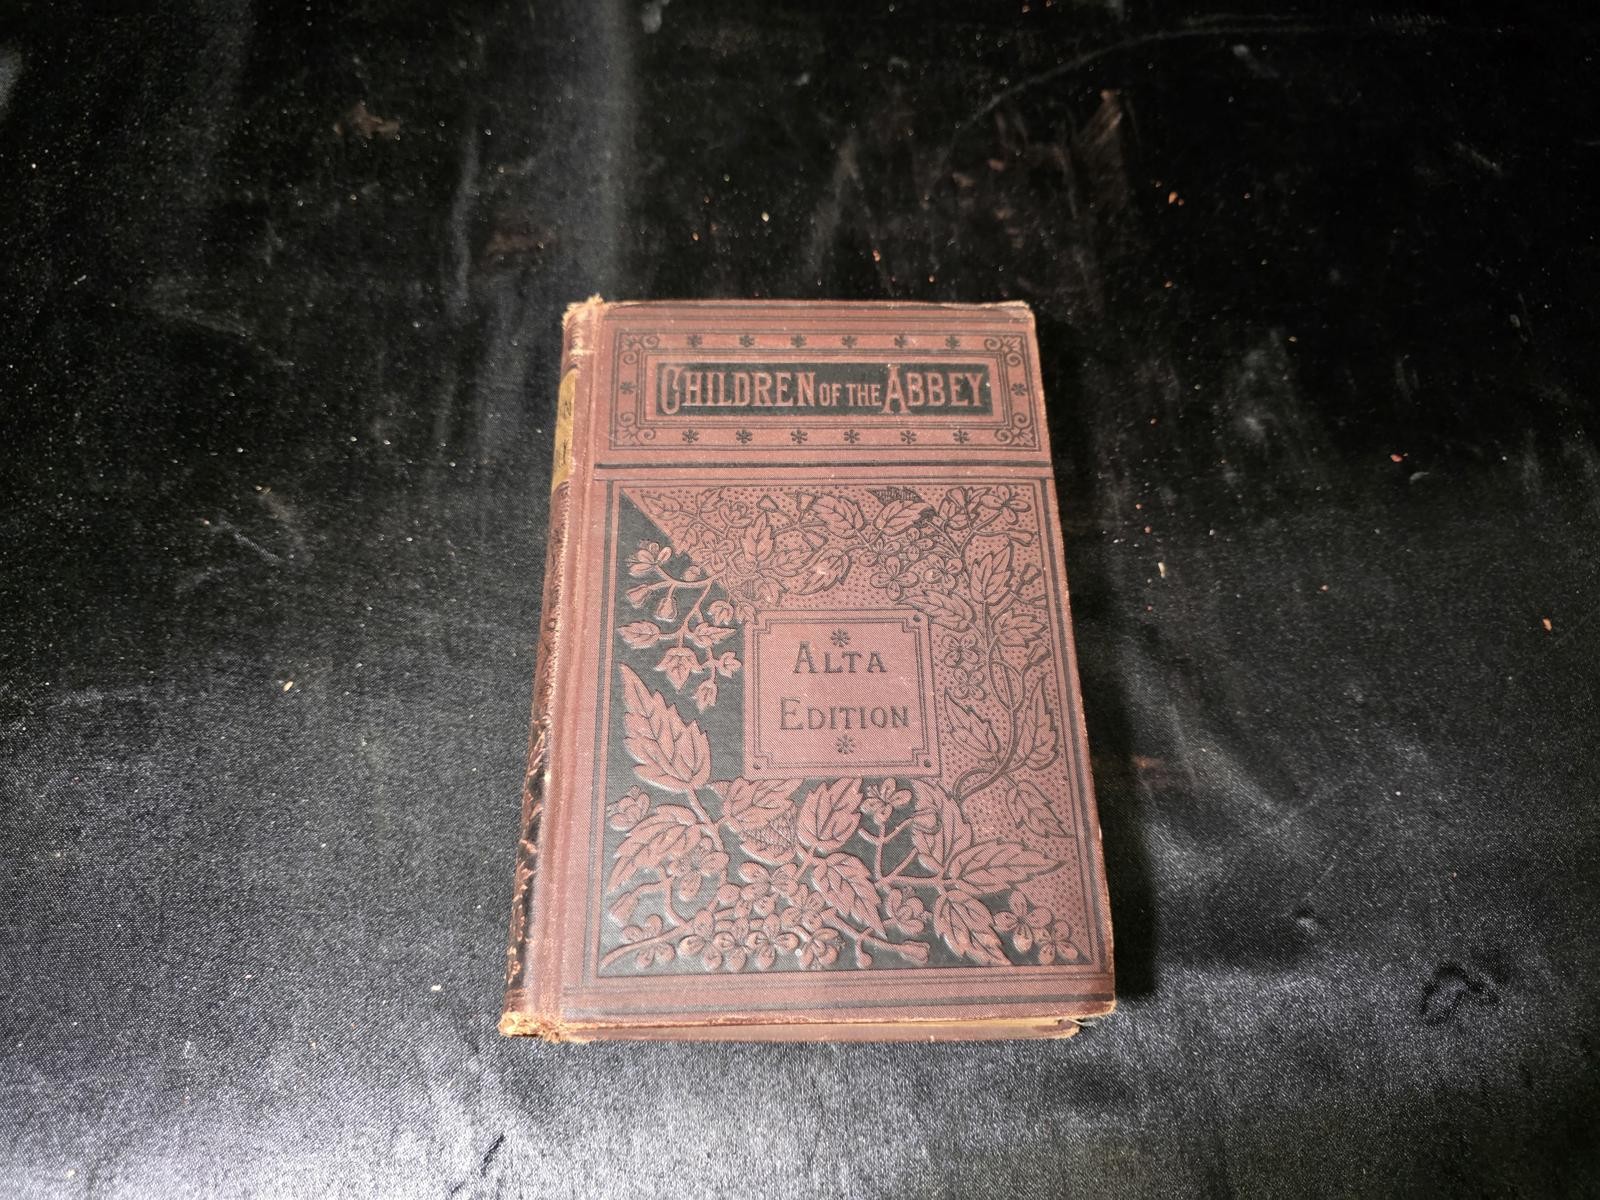 CHILDREN OF THE ABBEY
ALTA
EDITION